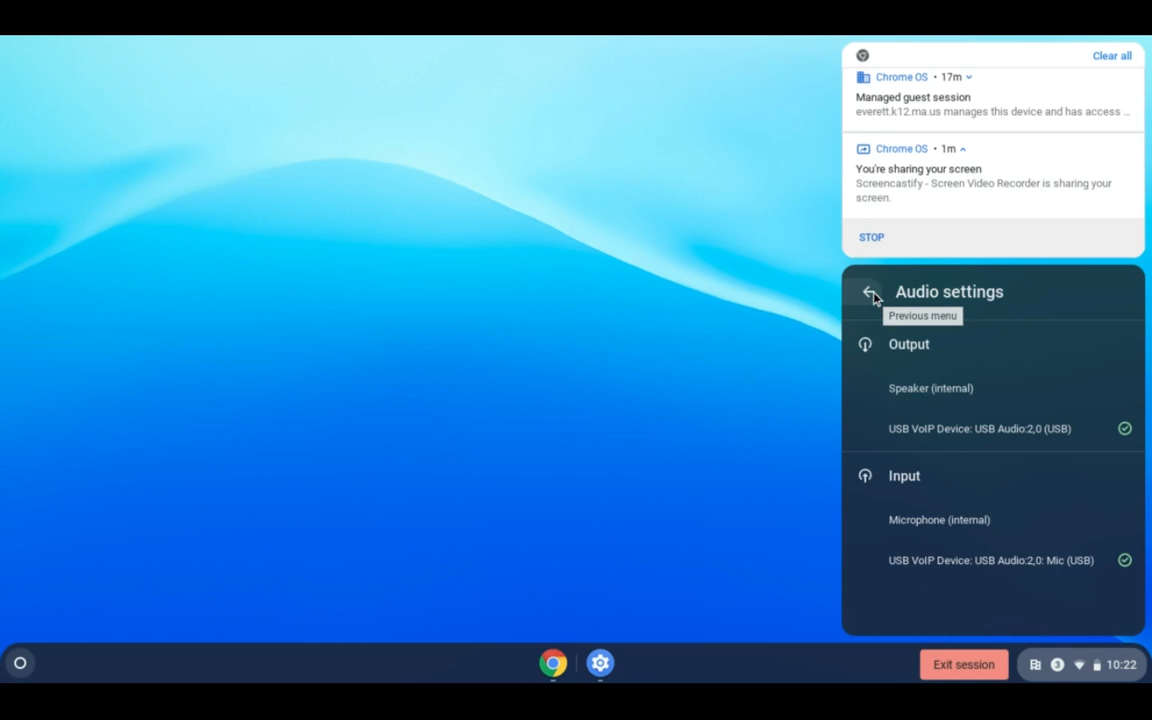 Clear all
Chrome OS • 17m
Managed guest session
everett.k12.ma.us manages this device and has access ...
Chrome OS • 1m
You're sharing your screen
Screencastify - Screen Video Recorder is sharing your
screen.
STOP
Audio settings
Previous menu
Output
Speaker (internal)
USB VoIP Device: USB Audio:2,0 (USB)
Input
Microphone (internal)
USB VoIP Device: USB Audio:2,0: Mic (USB)
Exit session
3
10:22